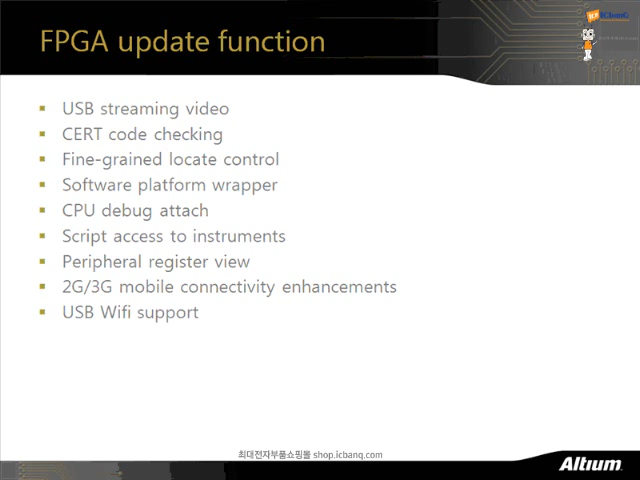 FPGA update function
ICbanQ
USB streaming video
CERT code checking
Fine-grained locate control
Software platform wrapper
CPU debug attach
Script access to instruments
Peripheral register view
2G/3G mobile connectivity enhancements
USB Wifi support
최대전자부품쇼핑몰 shop.icbanq.com
Altium